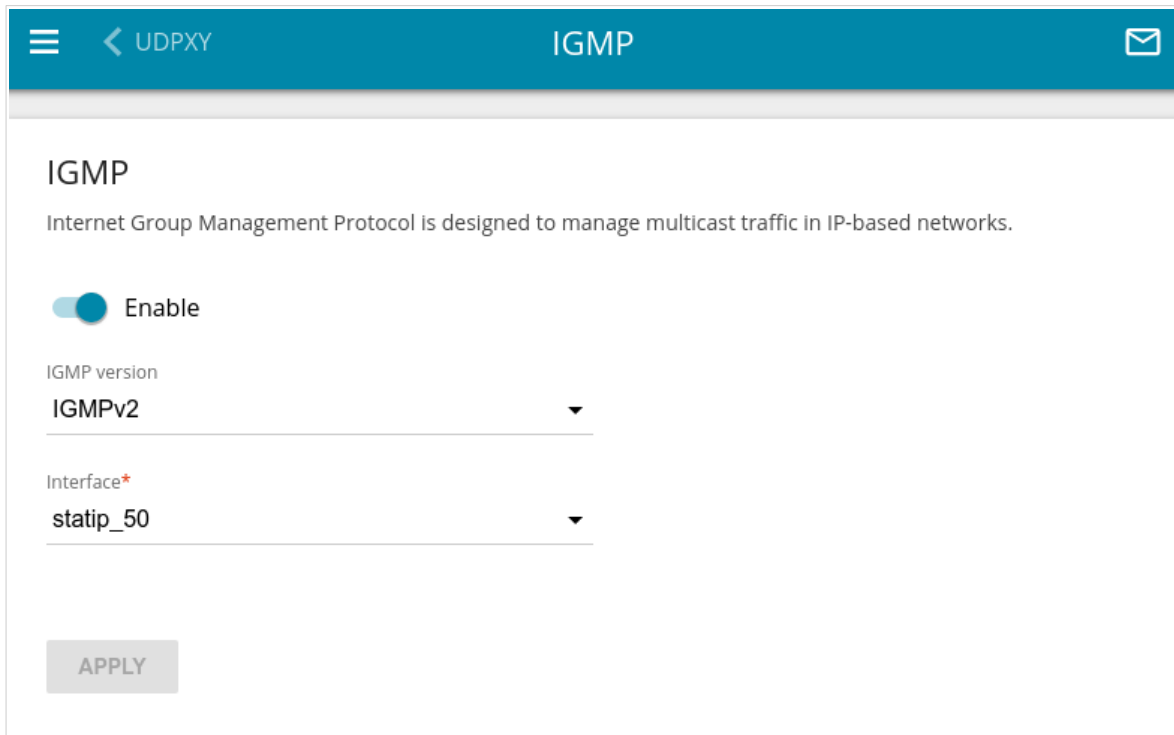 UDPXY
IGMP
IGMP
Internet Group Management Protocol is designed to manage multicast traffic in IP-based networks.
Enable
IGMP version
IGMPv2
Interface*
statip_50
APPLY